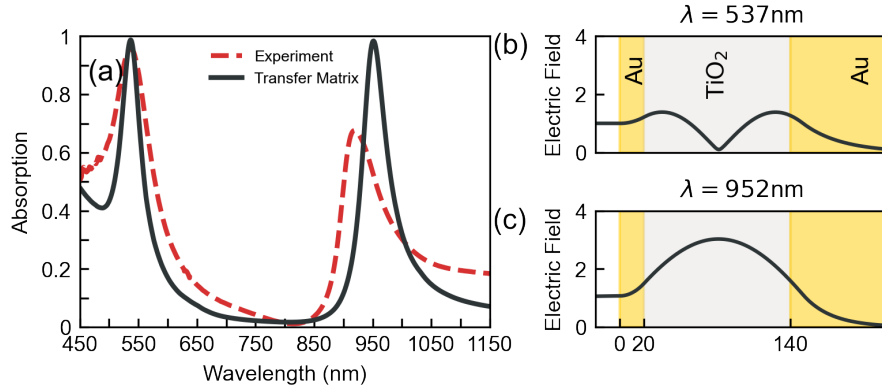 (a)
Experiment
Transfer Matrix
Absorption
1
0.8
0.6
0.4
0.2
0
450
550
650
750
850
950
1050
1150
Wavelength (nm)
(b)
λ = 537nm
Electric Field
4
2
0
Au
TiO2
Au
(c)
λ = 952nm
Electric Field
4
2
0
0 20
140